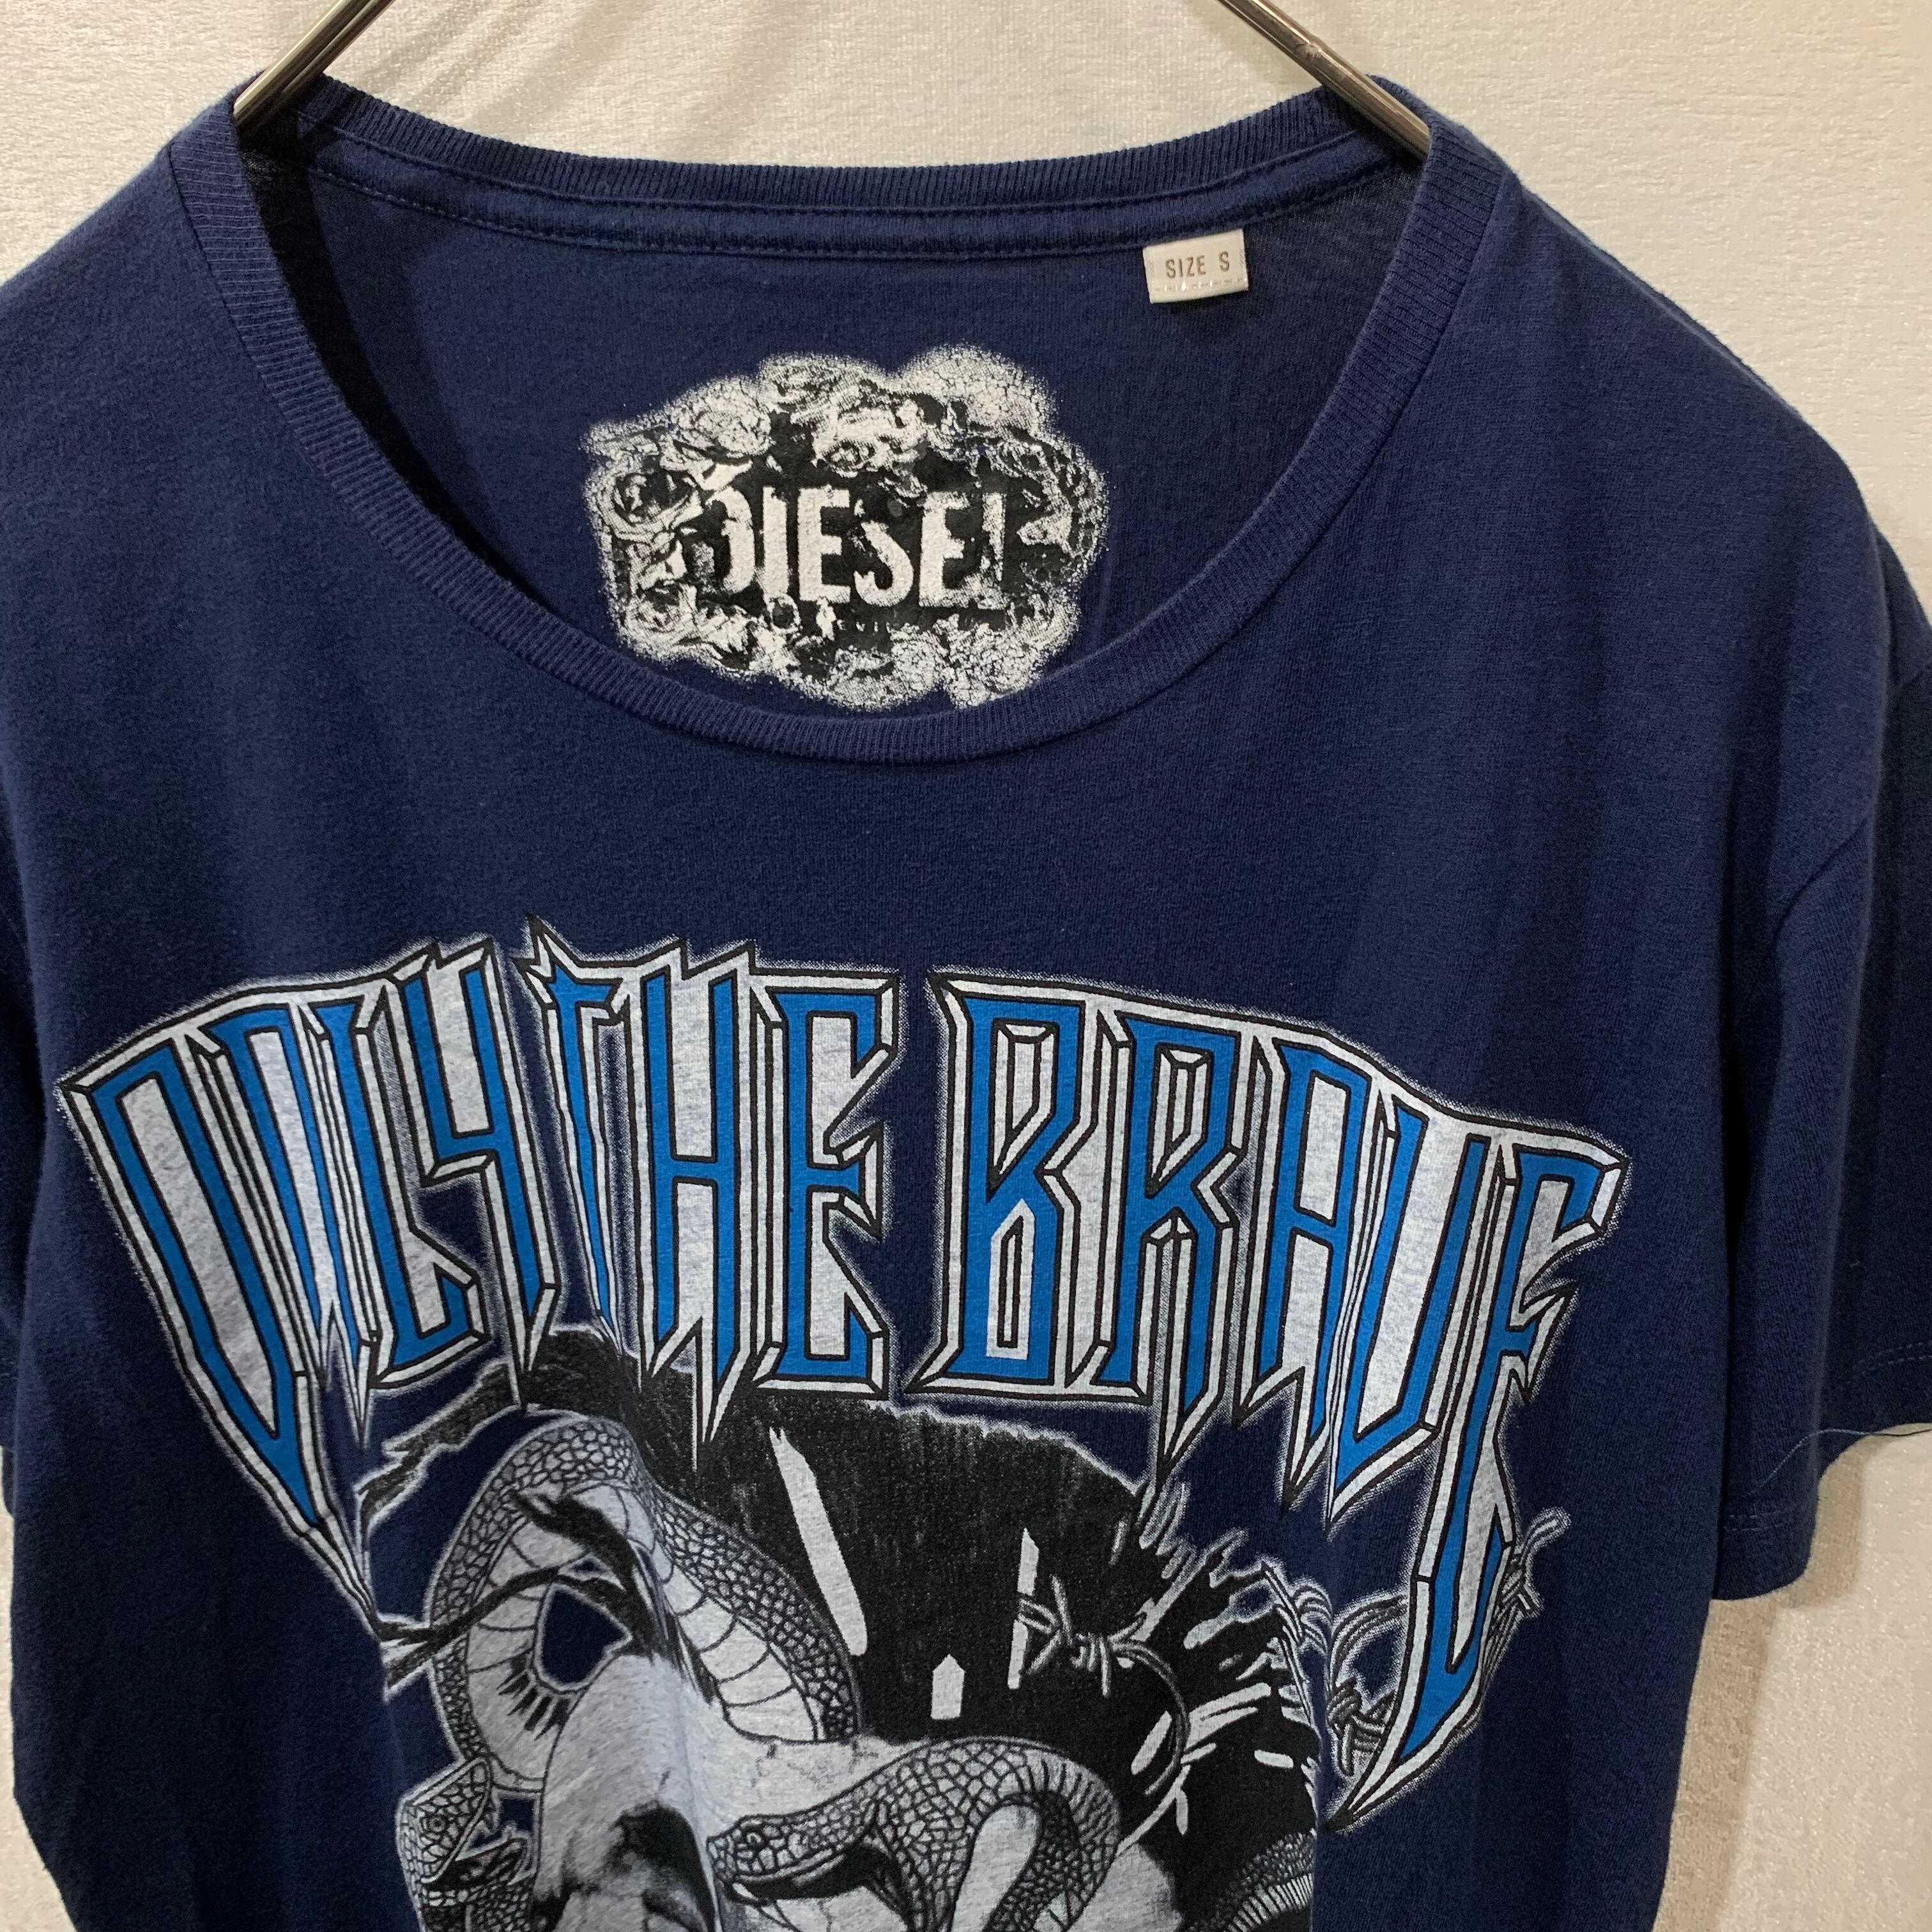 SIZE S
DIESEL
ONLY THE BRAVE